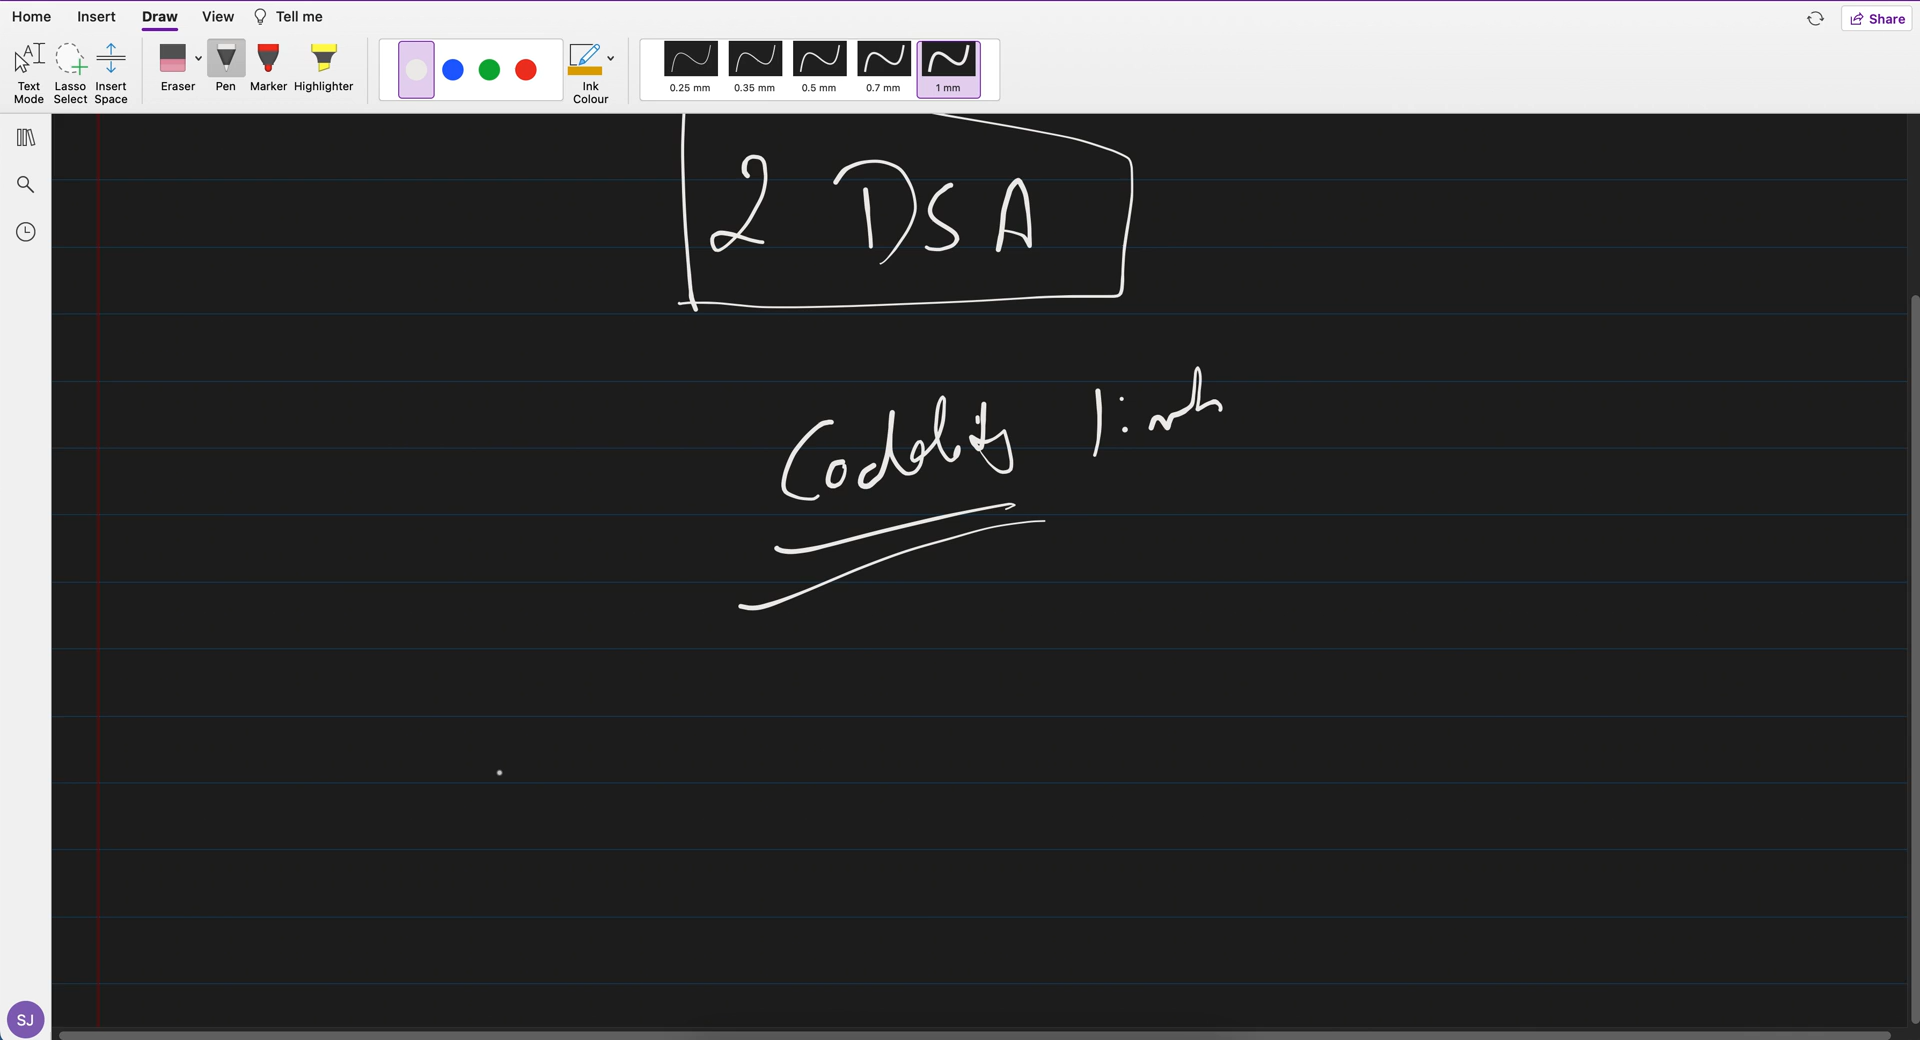 Home Insert Draw View Tell me Share
Text Mode Lasso Select Insert Space Eraser Pen Marker Highlighter Ink Colour 0.25 mm 0.35 mm 0.5 mm 0.7 mm 1 mm
2 DSA
Codility link
SJ